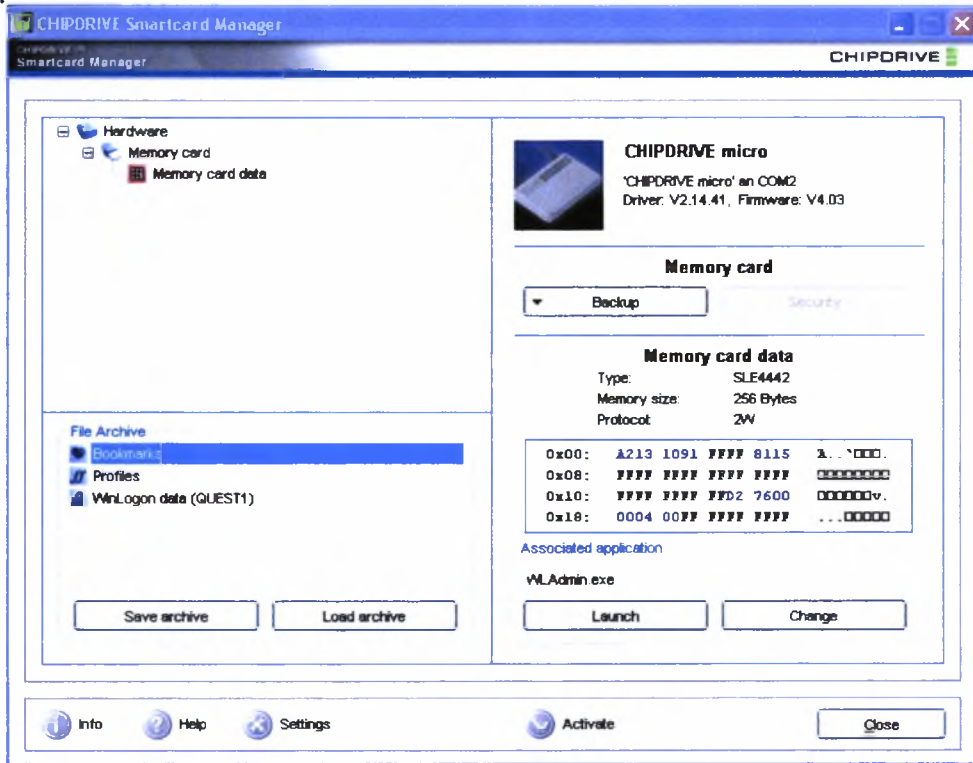 CHIPDRIVE Smartcard Manager
CHIPDRIVE
Smartcard Manager
CHIPDRIVE
Hardware
Memory card
Memory card data
CHIPDRIVE micro
'CHIPDRIVE micro' an COM2
Driver: V2.14.41, Firmware: V4.03
Memory card
Backup
Security
Memory card data
Type: SLE4442
Memory size: 256 Bytes
Protocol: 2W
0x00: A213 1091 FFFF 8115
0x08: FFFF FFFF FFFF FFFF
0x10: FFFF FFFF FFD2 7600
0x18: 0004 00FF FFFF FFFF
File Archive
Bookmarks
Profiles
WinLogon data (QUEST1)
Save archive
Load archive
Associated application
WLAdmin.exe
Launch
Change
Info
Help
Settings
Activate
Close